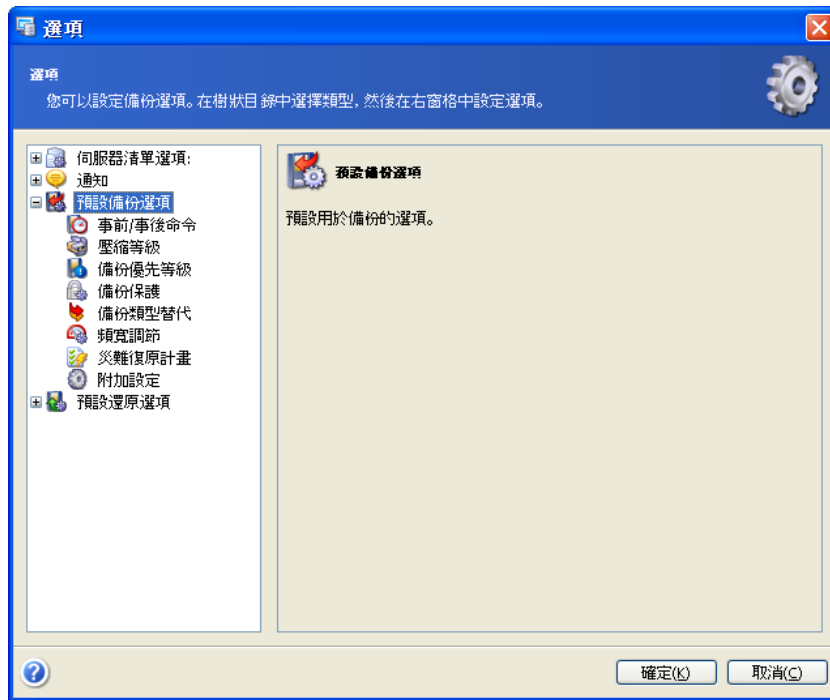 選項
選項
您可以設定備份選項。在樹狀目錄中選擇類型, 然後在右窗格中設定選項。
伺服器清單選項:
通知
預設備份選項
事前/事後命令
壓縮等級
備份優先等級
備份保護
備份類型替代
頻寬調節
災難復原計畫
附加設定
預設還原選項
預設備份選項
預設用於備份的選項。
確定(K)
取消(C)